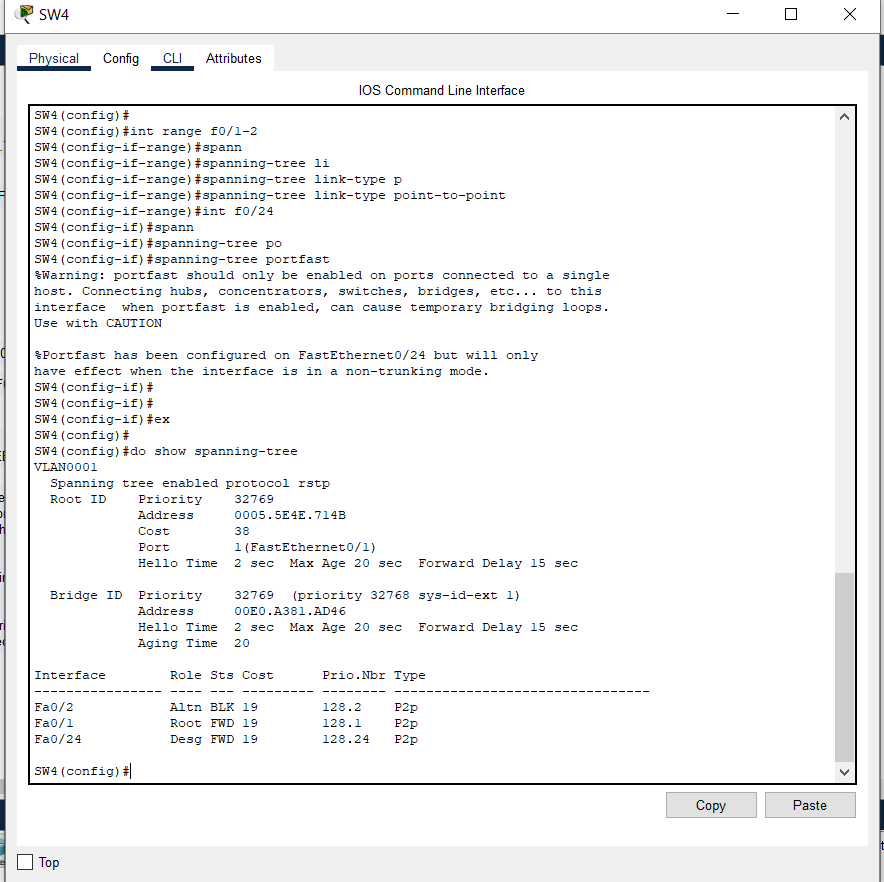 SW4
Physical Config CLI Attributes
IOS Command Line Interface
SW4(config)#
SW4(config)#int range f0/1-2
SW4(config-if-range)#spann
SW4(config-if-range)#spanning-tree li
SW4(config-if-range)#spanning-tree link-type p
SW4(config-if-range)#spanning-tree link-type point-to-point
SW4(config-if-range)#int f0/24
SW4(config-if)#spann
SW4(config-if)#spanning-tree po
SW4(config-if)#spanning-tree portfast
%Warning: portfast should only be enabled on ports connected to a single
host. Connecting hubs, concentrators, switches, bridges, etc... to this
interface  when portfast is enabled, can cause temporary bridging loops.
Use with CAUTION
%Portfast has been configured on FastEthernet0/24 but will only
have effect when the interface is in a non-trunking mode.
SW4(config-if)#
SW4(config-if)#
SW4(config-if)#ex
SW4(config)#
SW4(config)#do show spanning-tree
VLAN0001
  Spanning tree enabled protocol rstp
  Root ID    Priority    32769
             Address     0005.5E4E.714B
             Cost        38
             Port        1(FastEthernet0/1)
             Hello Time  2 sec  Max Age 20 sec  Forward Delay 15 sec
  Bridge ID  Priority    32769  (priority 32768 sys-id-ext 1)
             Address     00E0.A381.AD46
             Hello Time  2 sec  Max Age 20 sec  Forward Delay 15 sec
             Aging Time  20
Interface        Role Sts Cost      Prio.Nbr Type
---------------- ---- --- --------- -------- --------------------------------
Fa0/2            Altn BLK 19        128.2    P2p
Fa0/1            Root FWD 19        128.1    P2p
Fa0/24           Desg FWD 19        128.24   P2p
SW4(config)#
Copy Paste
Top